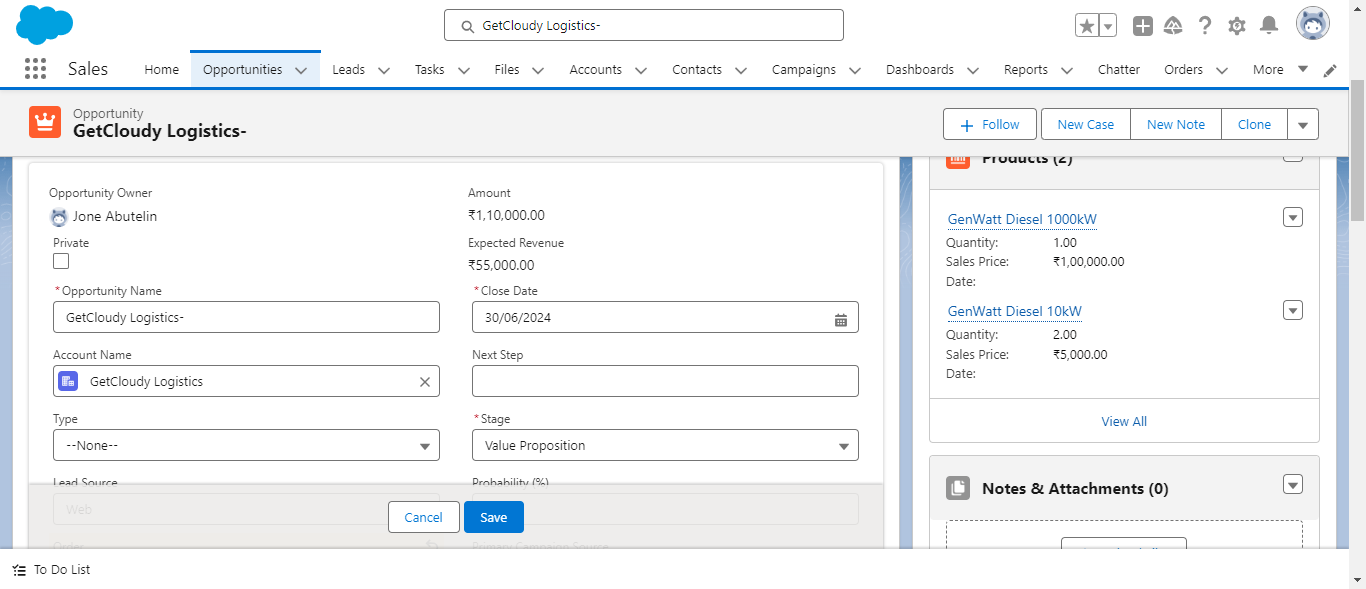 GetCloudy Logistics-
Sales
Home
Opportunities
Leads
Tasks
Files
Accounts
Contacts
Campaigns
Dashboards
Reports
Chatter
Orders
More
Opportunity
GetCloudy Logistics-
Follow
New Case
New Note
Clone
Opportunity Owner
Jone Abutelin
Private
*Opportunity Name
GetCloudy Logistics-
Account Name
GetCloudy Logistics
Type
--None--
Lead Source
Web
Amount
₹1,10,000.00
Expected Revenue
₹55,000.00
*Close Date
30/06/2024
Next Step
*Stage
Value Proposition
Probability (%)
Primary Campaign Source
Cancel
Save
Products (2)
GenWatt Diesel 1000kW
Quantity: 1.00
Sales Price: ₹1,00,000.00
Date:
GenWatt Diesel 10kW
Quantity: 2.00
Sales Price: ₹5,000.00
Date:
View All
Notes & Attachments (0)
To Do List